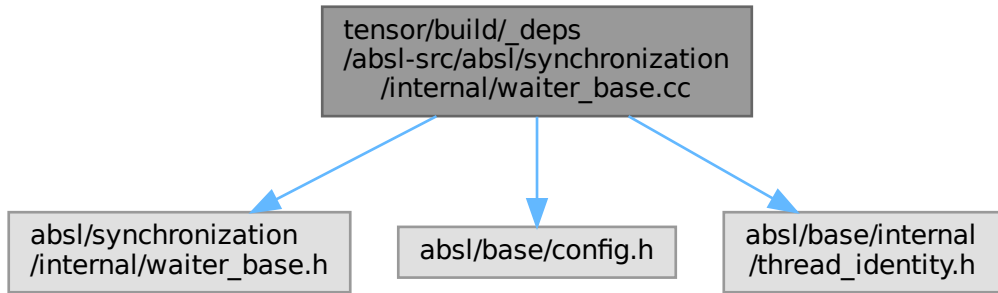 tensor/build/_deps
/absl-src/absl/synchronization
/internal/waiter_base.cc
absl/synchronization
/internal/waiter_base.h
absl/base/config.h
absl/base/internal
/thread_identity.h